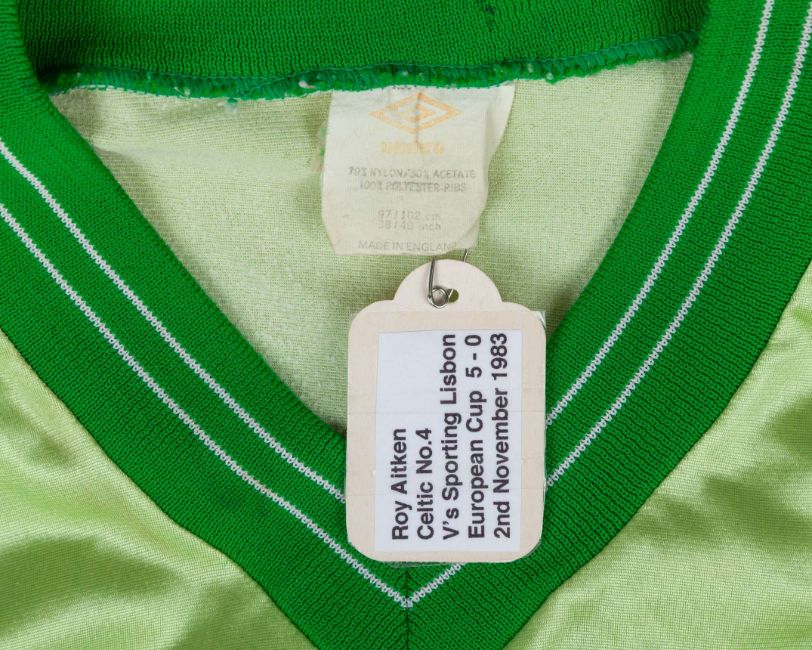 umbro
70% NYLON/30% ACETATE
100% POLYESTER RIBS
97/102 cm
38/40 inch
MADE IN ENGLAND
Roy Aitken
Celtic No.4
V's Sporting Lisbon
European Cup 5 - 0
2nd November 1983